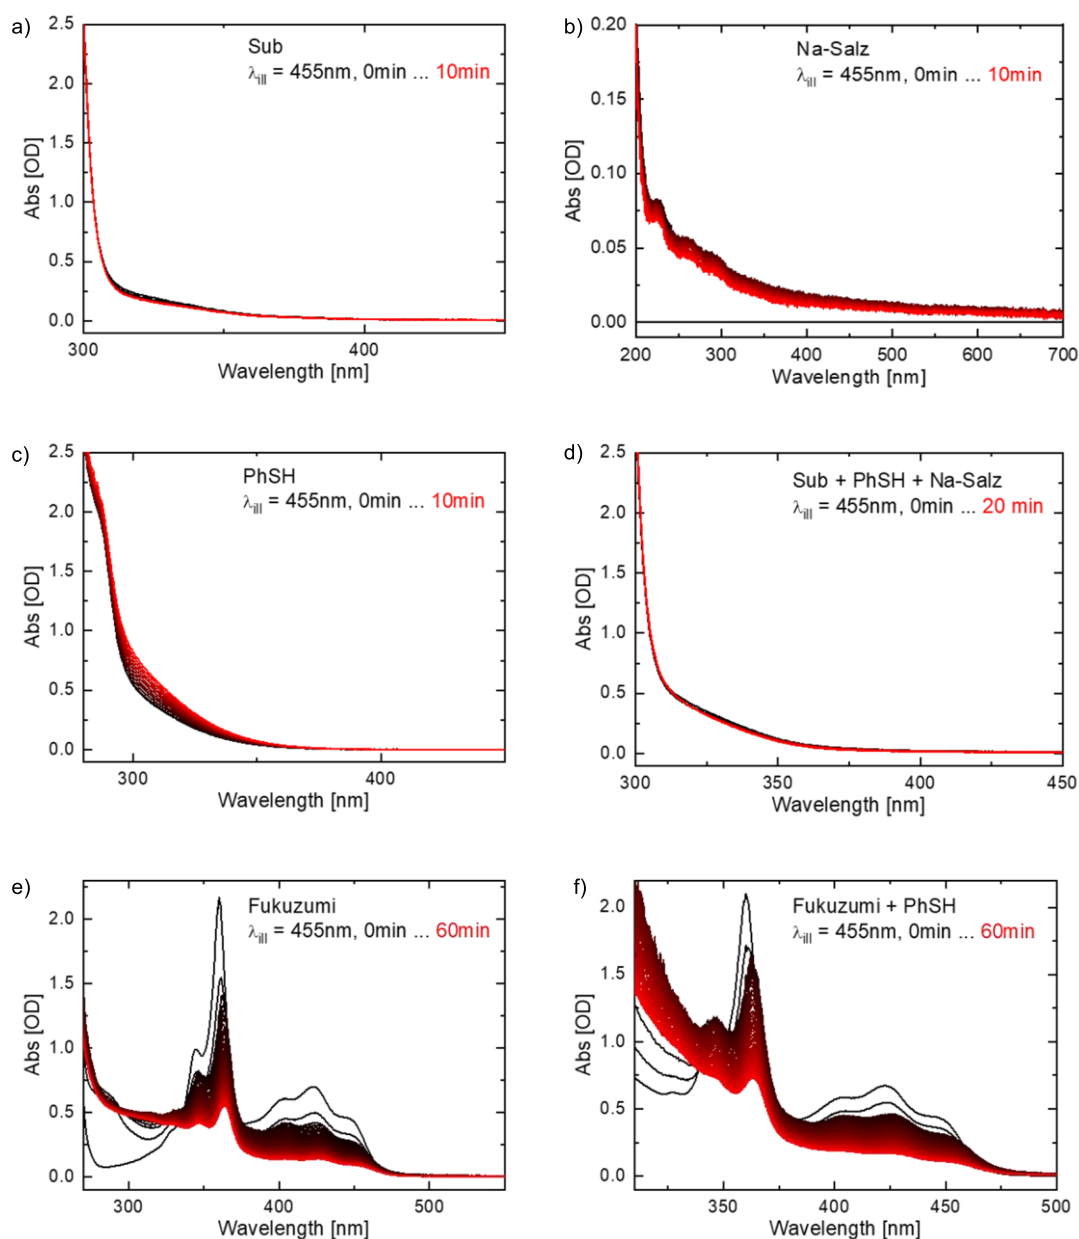 a)
Sub
λill = 455nm, 0min ... 10min
Abs [OD]
2.5
2.0
1.5
1.0
0.5
0.0
300
400
Wavelength [nm]
b)
Na-Salz
λill = 455nm, 0min ... 10min
Abs [OD]
0.20
0.15
0.10
0.05
0.00
200
300
400
500
600
700
Wavelength [nm]
c)
PhSH
λill = 455nm, 0min ... 10min
Abs [OD]
2.5
2.0
1.5
1.0
0.5
0.0
300
400
Wavelength [nm]
d)
Sub + PhSH + Na-Salz
λill = 455nm, 0min ... 20 min
Abs [OD]
2.5
2.0
1.5
1.0
0.5
0.0
300
350
400
450
Wavelength [nm]
e)
Fukuzumi
λill = 455nm, 0min ... 60min
Abs [OD]
2.0
1.5
1.0
0.5
0.0
300
400
500
Wavelength [nm]
f)
Fukuzumi + PhSH
λill = 455nm, 0min ... 60min
Abs [OD]
2.0
1.5
1.0
0.5
0.0
350
400
450
500
Wavelength [nm]